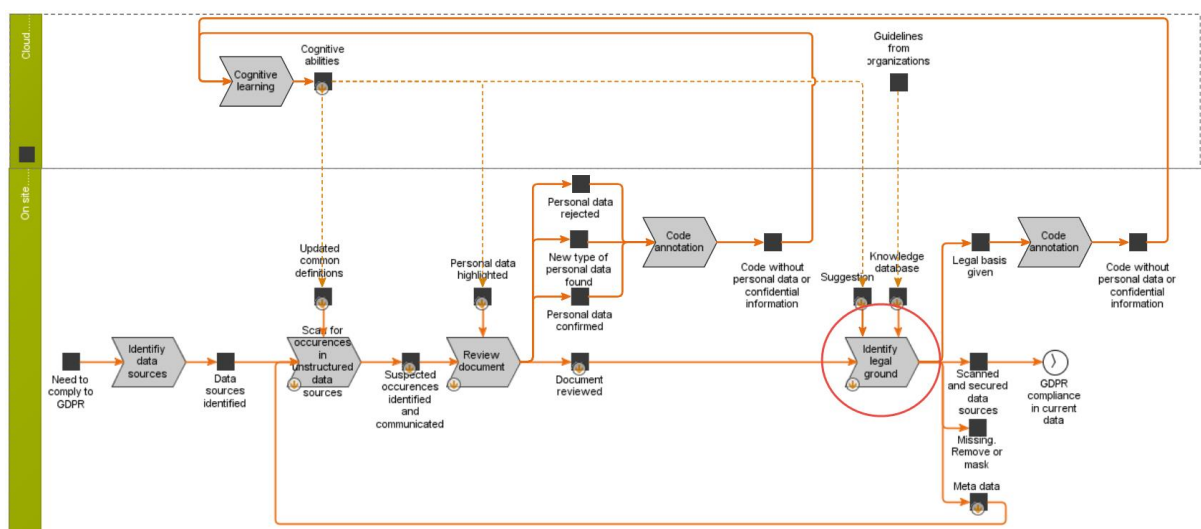 Cloud......
Cognitive
learning
Cognitive
abilities
Guidelines
from
organizations
On site......
Need to
comply to
GDPR
Identifiy data
sources
Data
sources
identified
Updated
common
definitions
Scan for
occurences in
unstructured data
sources
Suspected
occurences
identified
and
communicated
Personal data
highlighted
Review
document
Personal data
rejected
New type of
personal data
found
Personal data
confirmed
Document
reviewed
Code
annotation
Code without
personal data or
confidential
information
Suggestion
Knowledge
database
Identify
legal
ground
Legal basis
given
Code
annotation
Code without
personal data or
confidential
information
Scanned
and secured
data
sources
GDPR
compliance
in current
data
Missing.
Remove or
mask
Meta data